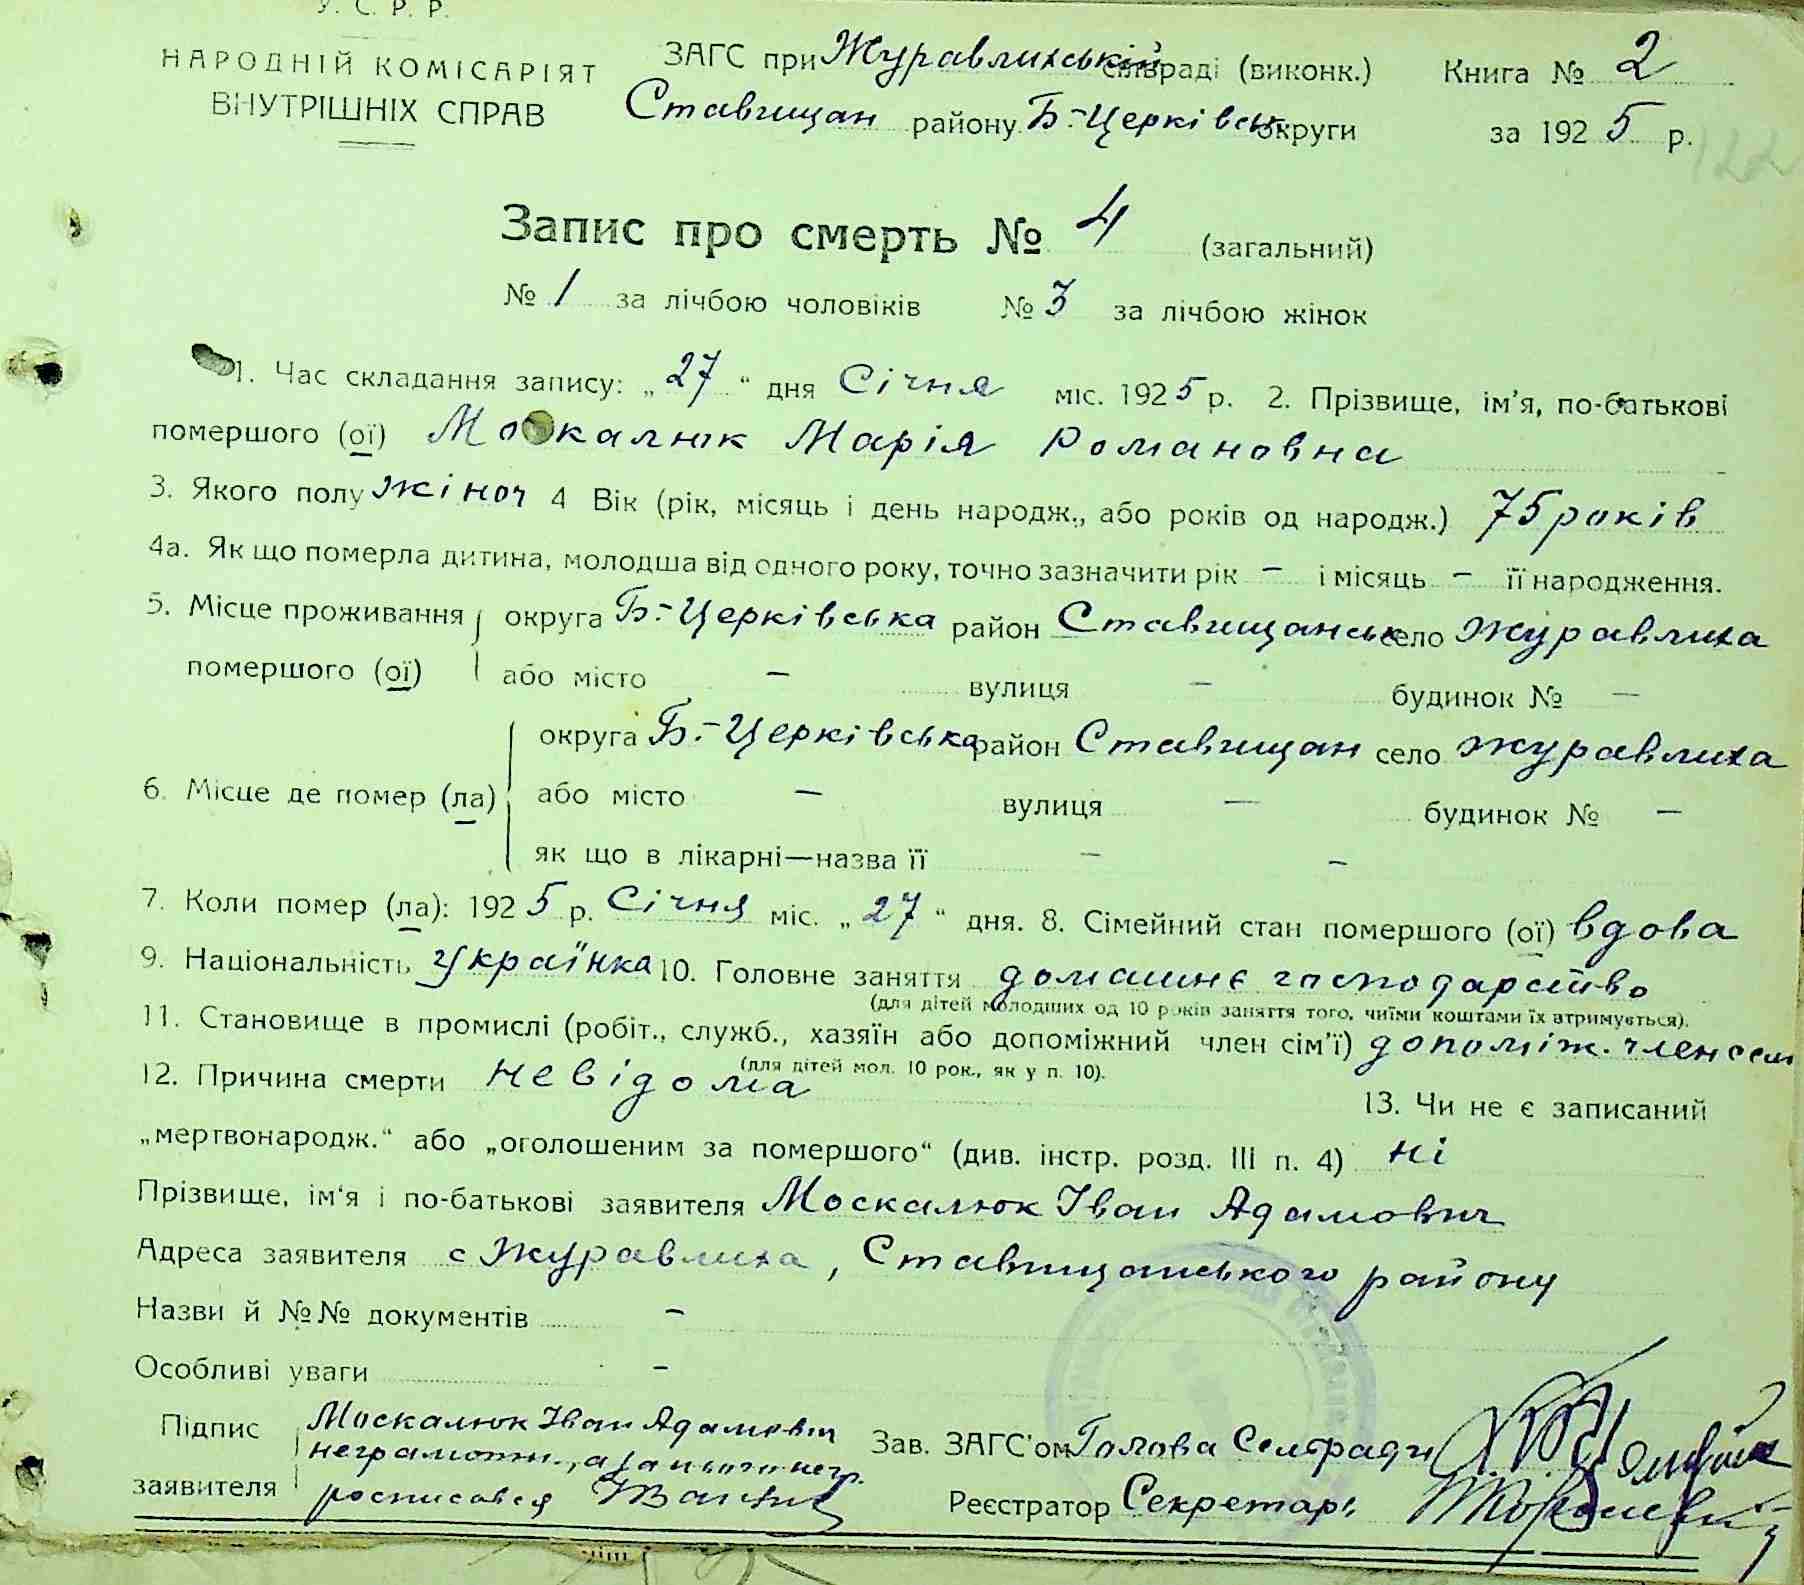 У. С. Р. Р.
НАРОДНІЙ КОМІСАРІЯТ
ВНУТРІШНІХ СПРАВ
ЗАГС при Журавлиській сільраді (виконк.) Книга № 2
Ставищан району Б-Церківськ округи за 1925 р.
122
Запис про смерть № 4 (загальний)
№ 1 за лічбою чоловіків № 3 за лічбою жінок
1. Час складання запису: „27“ дня Січня міс. 1925 р. 2. Прізвище, ім'я, по-батькові
помершого (ої) Москалюк Марія Романовна
3. Якого полу жіноч 4 Вік (рік, місяць і день народж., або років од народж.) 75 років
4а. Як що померла дитина, молодша від одного року, точно зазначити рік – і місяць – її народження.
5. Місце проживання округа Б-Церківська район Ставищанськ село Журавлиха
помершого (ої) або місто – вулиця – будинок № –
округа Б-Церківська район Ставищан село Журавлиха
6. Місце де помер (ла) або місто – вулиця – будинок № –
як що в лікарні—назва її – –
7. Коли помер (ла): 1925 р. Січня міс. „27“ дня. 8. Сімейний стан помершого (ої) вдова
9. Національність Українка 10. Головне заняття домашнє господарство
(для дітей молодших од 10 років заняття того, чиїми коштами їх втримується).
11. Становище в промислі (робіт., служб., хазяїн або допоміжний член сім'ї) допоміж. член сем
(для дітей мол. 10 рок., як у п. 10).
12. Причина смерти невідома 13. Чи не є записаний
„мертвонародж.“ або „оголошеним за помершого“ (див. інстр. розд. III п. 4) ні
Прізвище, ім'я і по-батькові заявителя Москалюк Іван Адамович
Адреса заявителя с Журавлиха, Ставищанського району
Назви й №№ документів –
Особливі уваги –
Підпис Москалюк Іван Адамович
неграмотн., а за нього
заявителя росписався
Зав. ЗАГС'ом Голова Сельради
Реєстратор Секретарь